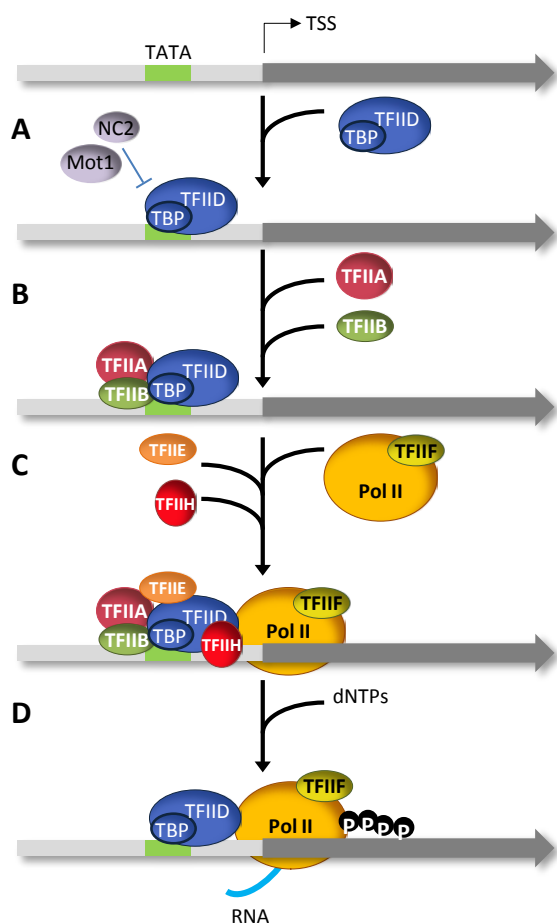 TSS
TATA
A
NC2
Mot1
TFIID
TBP
TFIID
TBP
B
TFIIA
TFIIB
TFIIA
TFIIB
TFIID
TBP
C
TFIIE
TFIIH
TFIIF
Pol II
TFIIE
TFIIA
TFIIB
TFIID
TBP
TFIIH
TFIIF
Pol II
D
dNTPs
TFIID
TBP
TFIIF
Pol II
P P P P
RNA